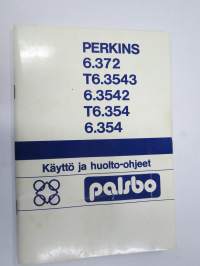 PERKINS
6.372
T6.3543
6.3542
T6.354
6.354
Käyttö ja huolto-ohjeet
palsbo